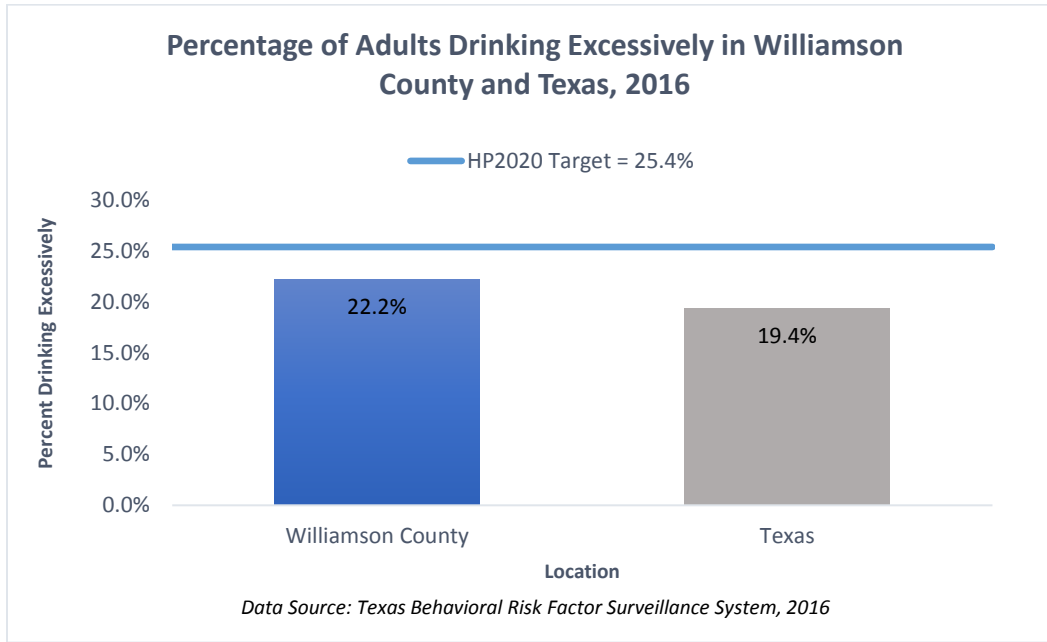 Percentage of Adults Drinking Excessively in Williamson
County and Texas, 2016
HP2020 Target = 25.4%
30.0%
25.0%
20.0%
15.0%
10.0%
5.0%
0.0%
Percent Drinking Excessively
22.2%
19.4%
Williamson County
Texas
Location
Data Source: Texas Behavioral Risk Factor Surveillance System, 2016